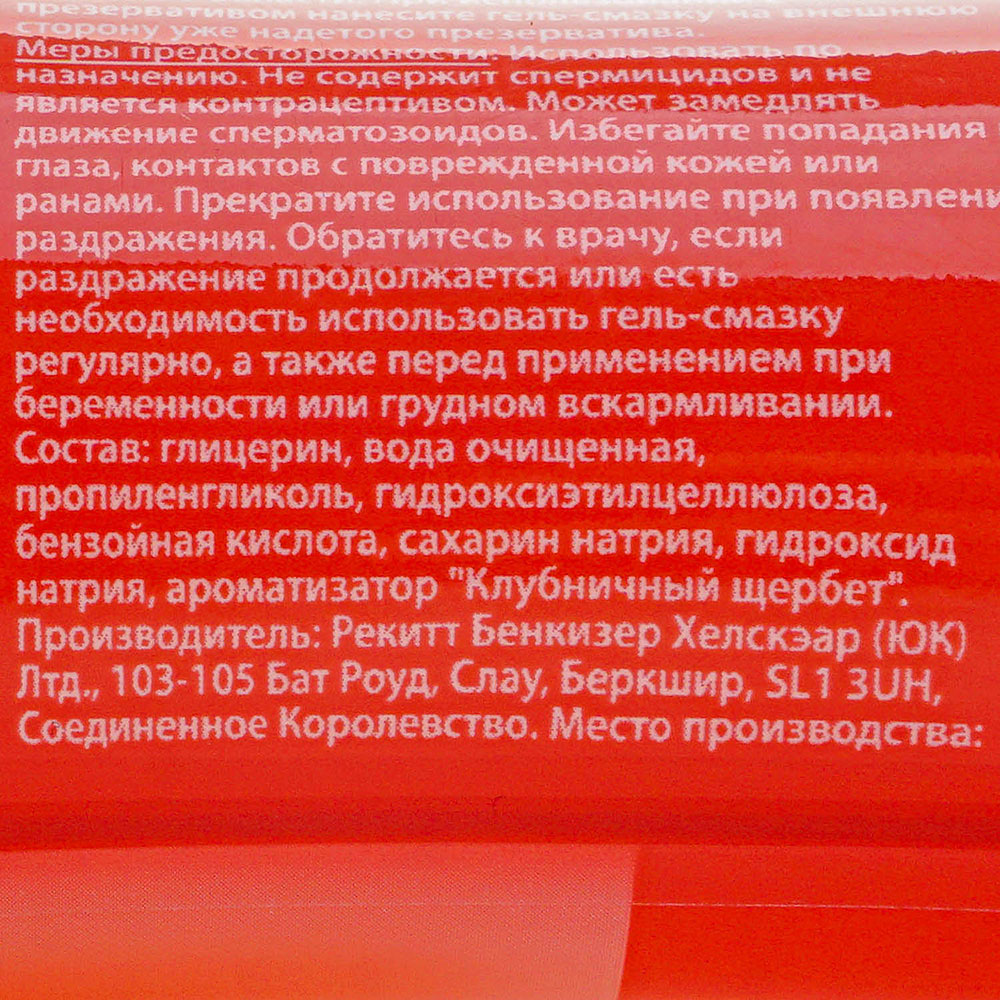 презервативом нанесите гель-смазку на внешнюю
сторону уже надетого презерватива.
Меры предосторожности: Использовать по
назначению. Не содержит спермицидов и не
является контрацептивом. Может замедлять
движение сперматозоидов. Избегайте попадания
глаза, контактов с поврежденной кожей или
ранами. Прекратите использование при появлени
раздражения. Обратитесь к врачу, если
раздражение продолжается или есть
необходимость использовать гель-смазку
регулярно, а также перед применением при
беременности или грудном вскармливании.
Состав: глицерин, вода очищенная,
пропиленгликоль, гидроксиэтилцеллюлоза,
бензойная кислота, сахарин натрия, гидроксид
натрия, ароматизатор "Клубничный щербет".
Производитель: Рекитт Бенкизер Хелскэар (ЮК)
Лтд., 103-105 Бат Роуд, Слау, Беркшир, SL1 3UH,
Соединенное Королевство. Место производства: